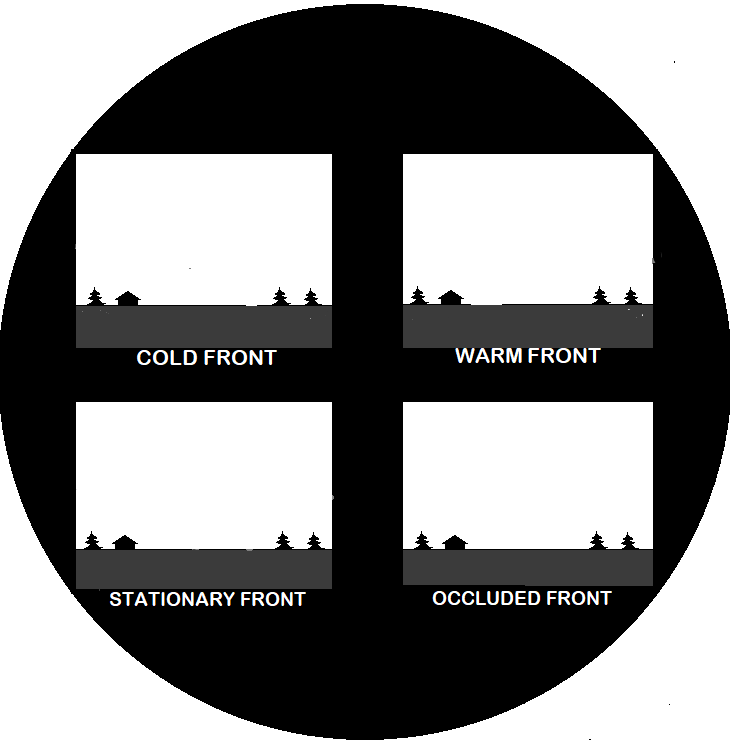 COLD FRONT
WARM FRONT
STATIONARY FRONT
OCCLUDED FRONT